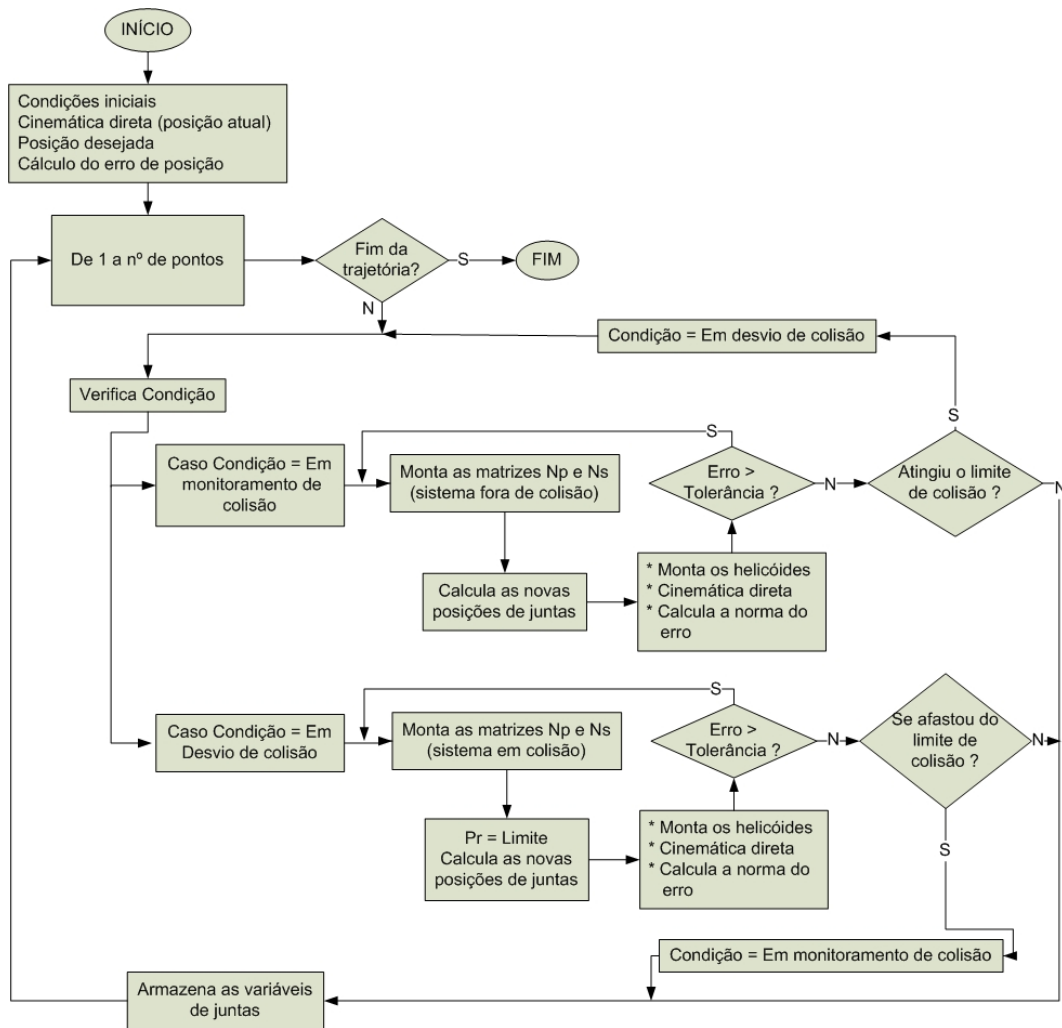 INÍCIO
Condições iniciais
Cinemática direta (posição atual)
Posição desejada
Cálculo do erro de posição
De 1 a nº de pontos
Fim da
trajetória?
S
FIM
N
Condição = Em desvio de colisão
Verifica Condição
S
S
Caso Condição = Em
monitoramento de
colisão
Monta as matrizes Np e Ns
(sistema fora de colisão)
Erro >
Tolerância ?
N
Atingiu o limite
de colisão ?
N
Calcula as novas
posições de juntas
* Monta os helicóides
* Cinemática direta
* Calcula a norma do
erro
S
Caso Condição = Em
Desvio de colisão
Monta as matrizes Np e Ns
(sistema em colisão)
Erro >
Tolerância ?
N
Se afastou do
limite de
colisão ?
N
Pr = Limite
Calcula as novas
posições de juntas
* Monta os helicóides
* Cinemática direta
* Calcula a norma do
erro
S
Condição = Em monitoramento de colisão
Armazena as variáveis
de juntas